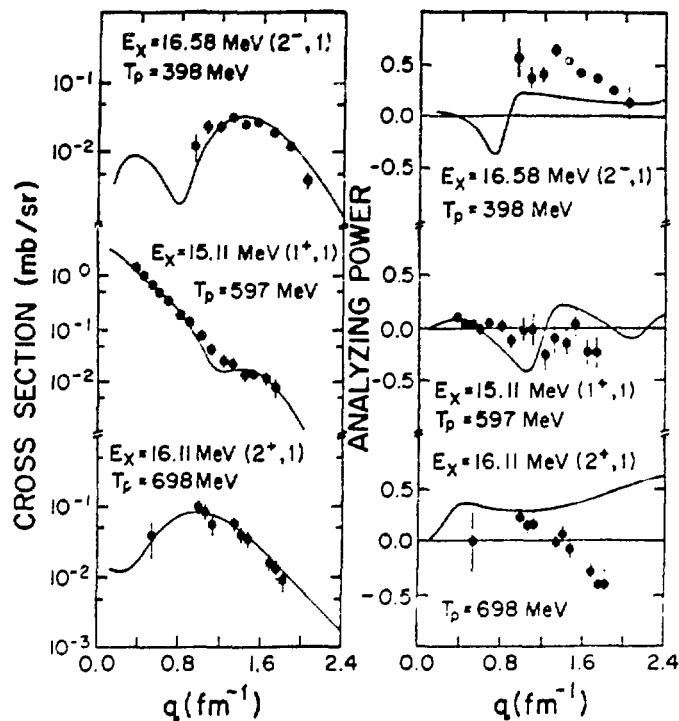 CROSS SECTION (mb/sr)
E_X = 16.58 MeV (2⁻,1)
T_p = 398 MeV
10⁻¹
10⁻²
E_X = 15.11 MeV (1⁺,1)
T_p = 597 MeV
10⁰
10⁻¹
10⁻²
E_X = 16.11 MeV (2⁺,1)
T_p = 698 MeV
10⁻¹
10⁻²
10⁻³
0.0 0.8 1.6 2.4
q (fm⁻¹)
ANALYZING POWER
0.5
0.0
-0.5
E_X = 16.58 MeV (2⁻,1)
T_p = 398 MeV
0.5
0.0
-0.5
E_X = 15.11 MeV (1⁺,1)
T_p = 597 MeV
E_X = 16.11 MeV (2⁺,1)
0.5
0.0
-0.5
T_p = 698 MeV
0.0 0.8 1.6 2.4
q (fm⁻¹)